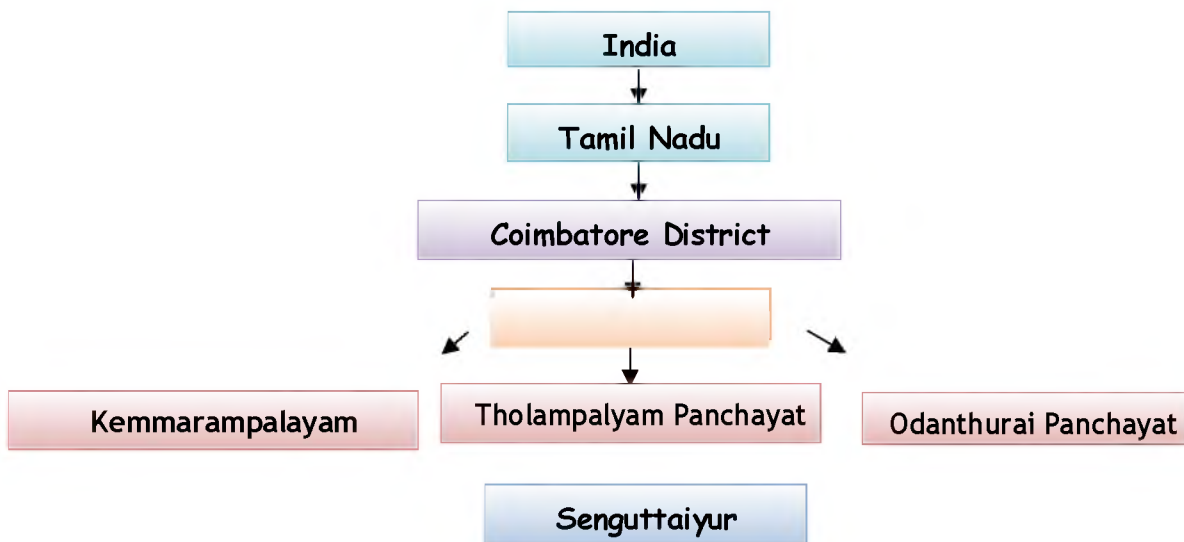 India
Tamil Nadu
Coimbatore District
Kemmarampalayam
Tholampalyam Panchayat
Odanthurai Panchayat
Senguttaiyur